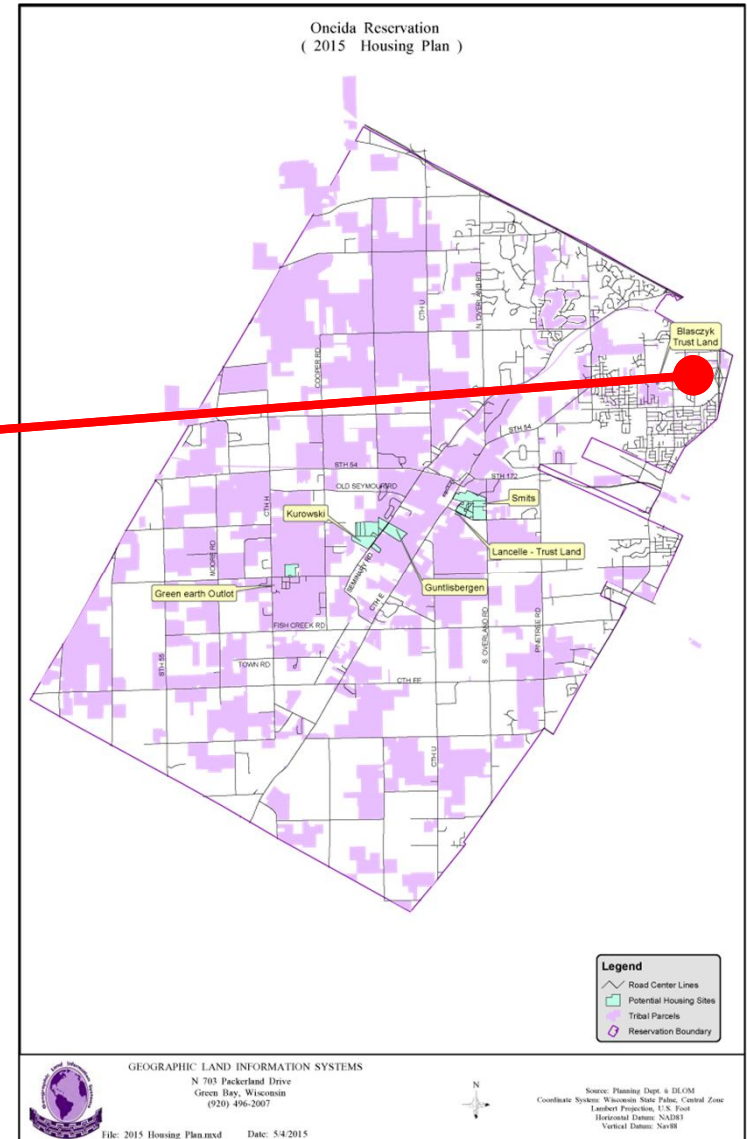 Oneida Reservation
( 2015 Housing Plan )
Blasczyk
Trust Land
N. OVERLAND RD
CTH U
COOPER RD
STH 54
STH 54
OLD SEYMOUR RD
STH 172
CTH H
Smits
Kurowski
Lancelle - Trust Land
MOORE RD
SEMINARY RD
Guntlisbergen
Green earth Outlot
CTH E
FISH CREEK RD
S. OVERLAND RD
PINETREE RD
STH 55
TOWN RD
CTH EE
CTH U
Legend
Road Center Lines
Potential Housing Sites
Tribal Parcels
Reservation Boundary
GEOGRAPHIC LAND INFORMATION SYSTEMS
N 703 Packerland Drive
Green Bay, Wisconsin
(920) 496-2007
File: 2015 Housing Plan.mxd Date: 5/4/2015
N
Source: Planning Dept. & DLOM
Coordinate System: Wisconsin State Palne, Central Zone
Lambert Projection, U.S. Foot
Horizontal Datum: NAD83
Vertical Datum: Nav88